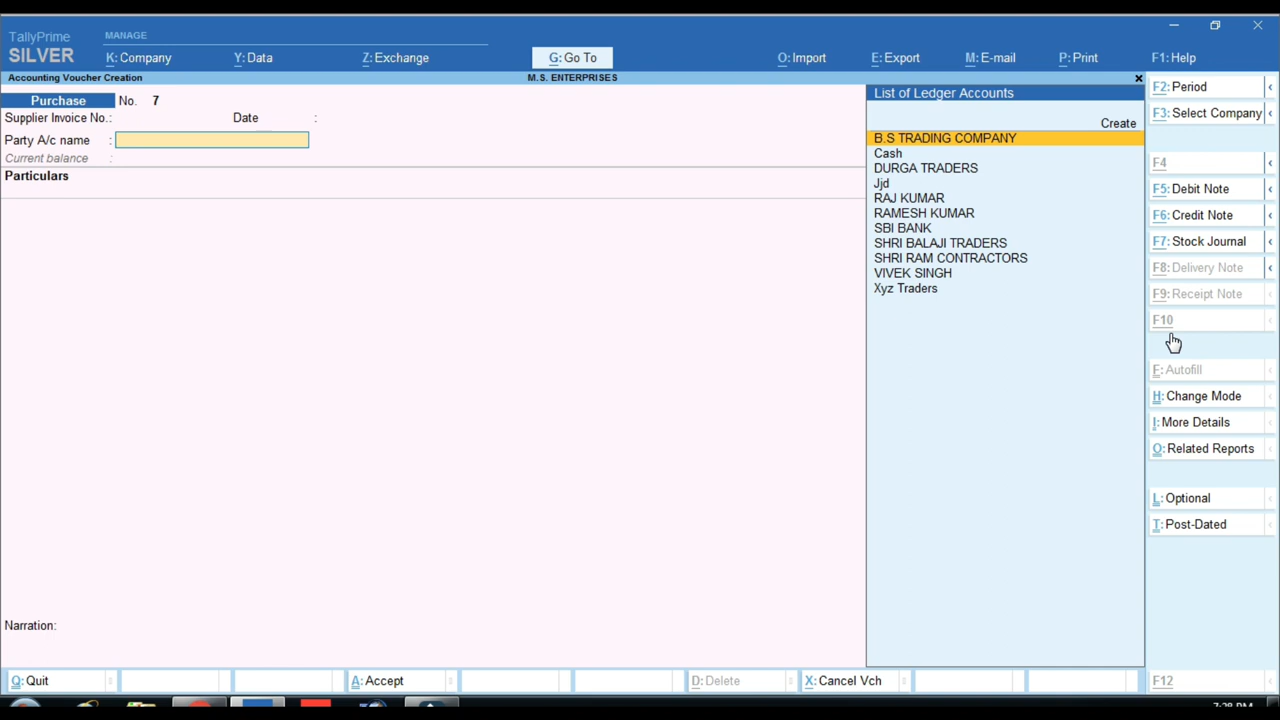 TallyPrime
MANAGE
SILVER
K: Company
Y: Data
Z: Exchange
G: Go To
O: Import
E: Export
M: E-mail
P: Print
F1: Help
Accounting Voucher Creation
M.S. ENTERPRISES
Purchase No. 7
Supplier Invoice No.: Date :
Party A/c name :
Current balance :
Particulars
List of Ledger Accounts
Create
B.S TRADING COMPANY
Cash
DURGA TRADERS
Jjd
RAJ KUMAR
RAMESH KUMAR
SBI BANK
SHRI BALAJI TRADERS
SHRI RAM CONTRACTORS
VIVEK SINGH
Xyz Traders
F2: Period
F3: Select Company
F4
F5: Debit Note
F6: Credit Note
F7: Stock Journal
F8: Delivery Note
F9: Receipt Note
F10
F: Autofill
H: Change Mode
I: More Details
O: Related Reports
L: Optional
T: Post-Dated
Narration:
Q: Quit
A: Accept
D: Delete
X: Cancel Vch
F12
7:28 PM